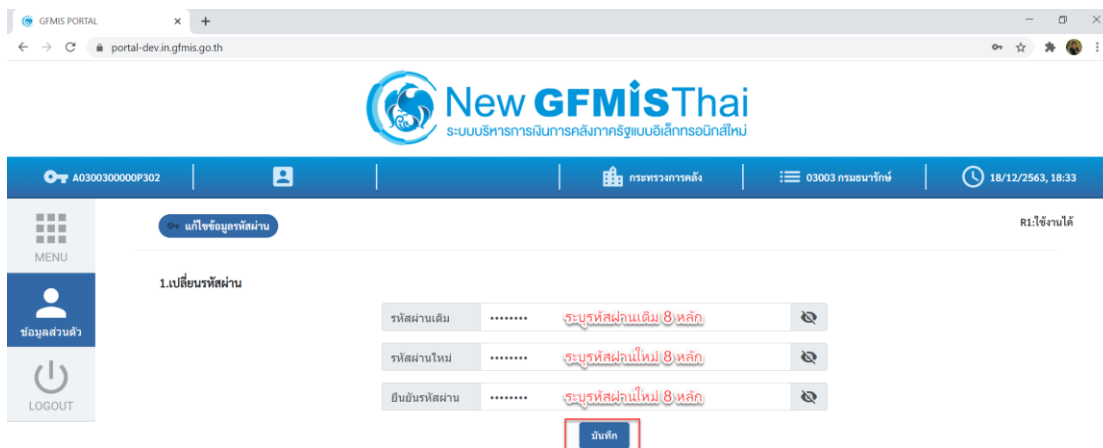 GFMIS PORTAL
portal-dev.in.gfmis.go.th
New GFMIS Thai
ระบบบริหารการเงินการคลังภาครัฐแบบอิเล็กทรอนิกส์ใหม่
A0300300000P302 กระทรวงการคลัง 03003 กรมธนารักษ์ 18/12/2563, 18:33
MENU
ข้อมูลส่วนตัว
LOGOUT
แก้ไขข้อมูลรหัสผ่าน R1:ใช้งานได้
1.เปลี่ยนรหัสผ่าน
รหัสผ่านเดิม •••••••• ระบุรหัสผ่านเดิม 8 หลัก
รหัสผ่านใหม่ •••••••• ระบุรหัสผ่านใหม่ 8 หลัก
ยืนยันรหัสผ่าน •••••••• ระบุรหัสผ่านใหม่ 8 หลัก
บันทึก